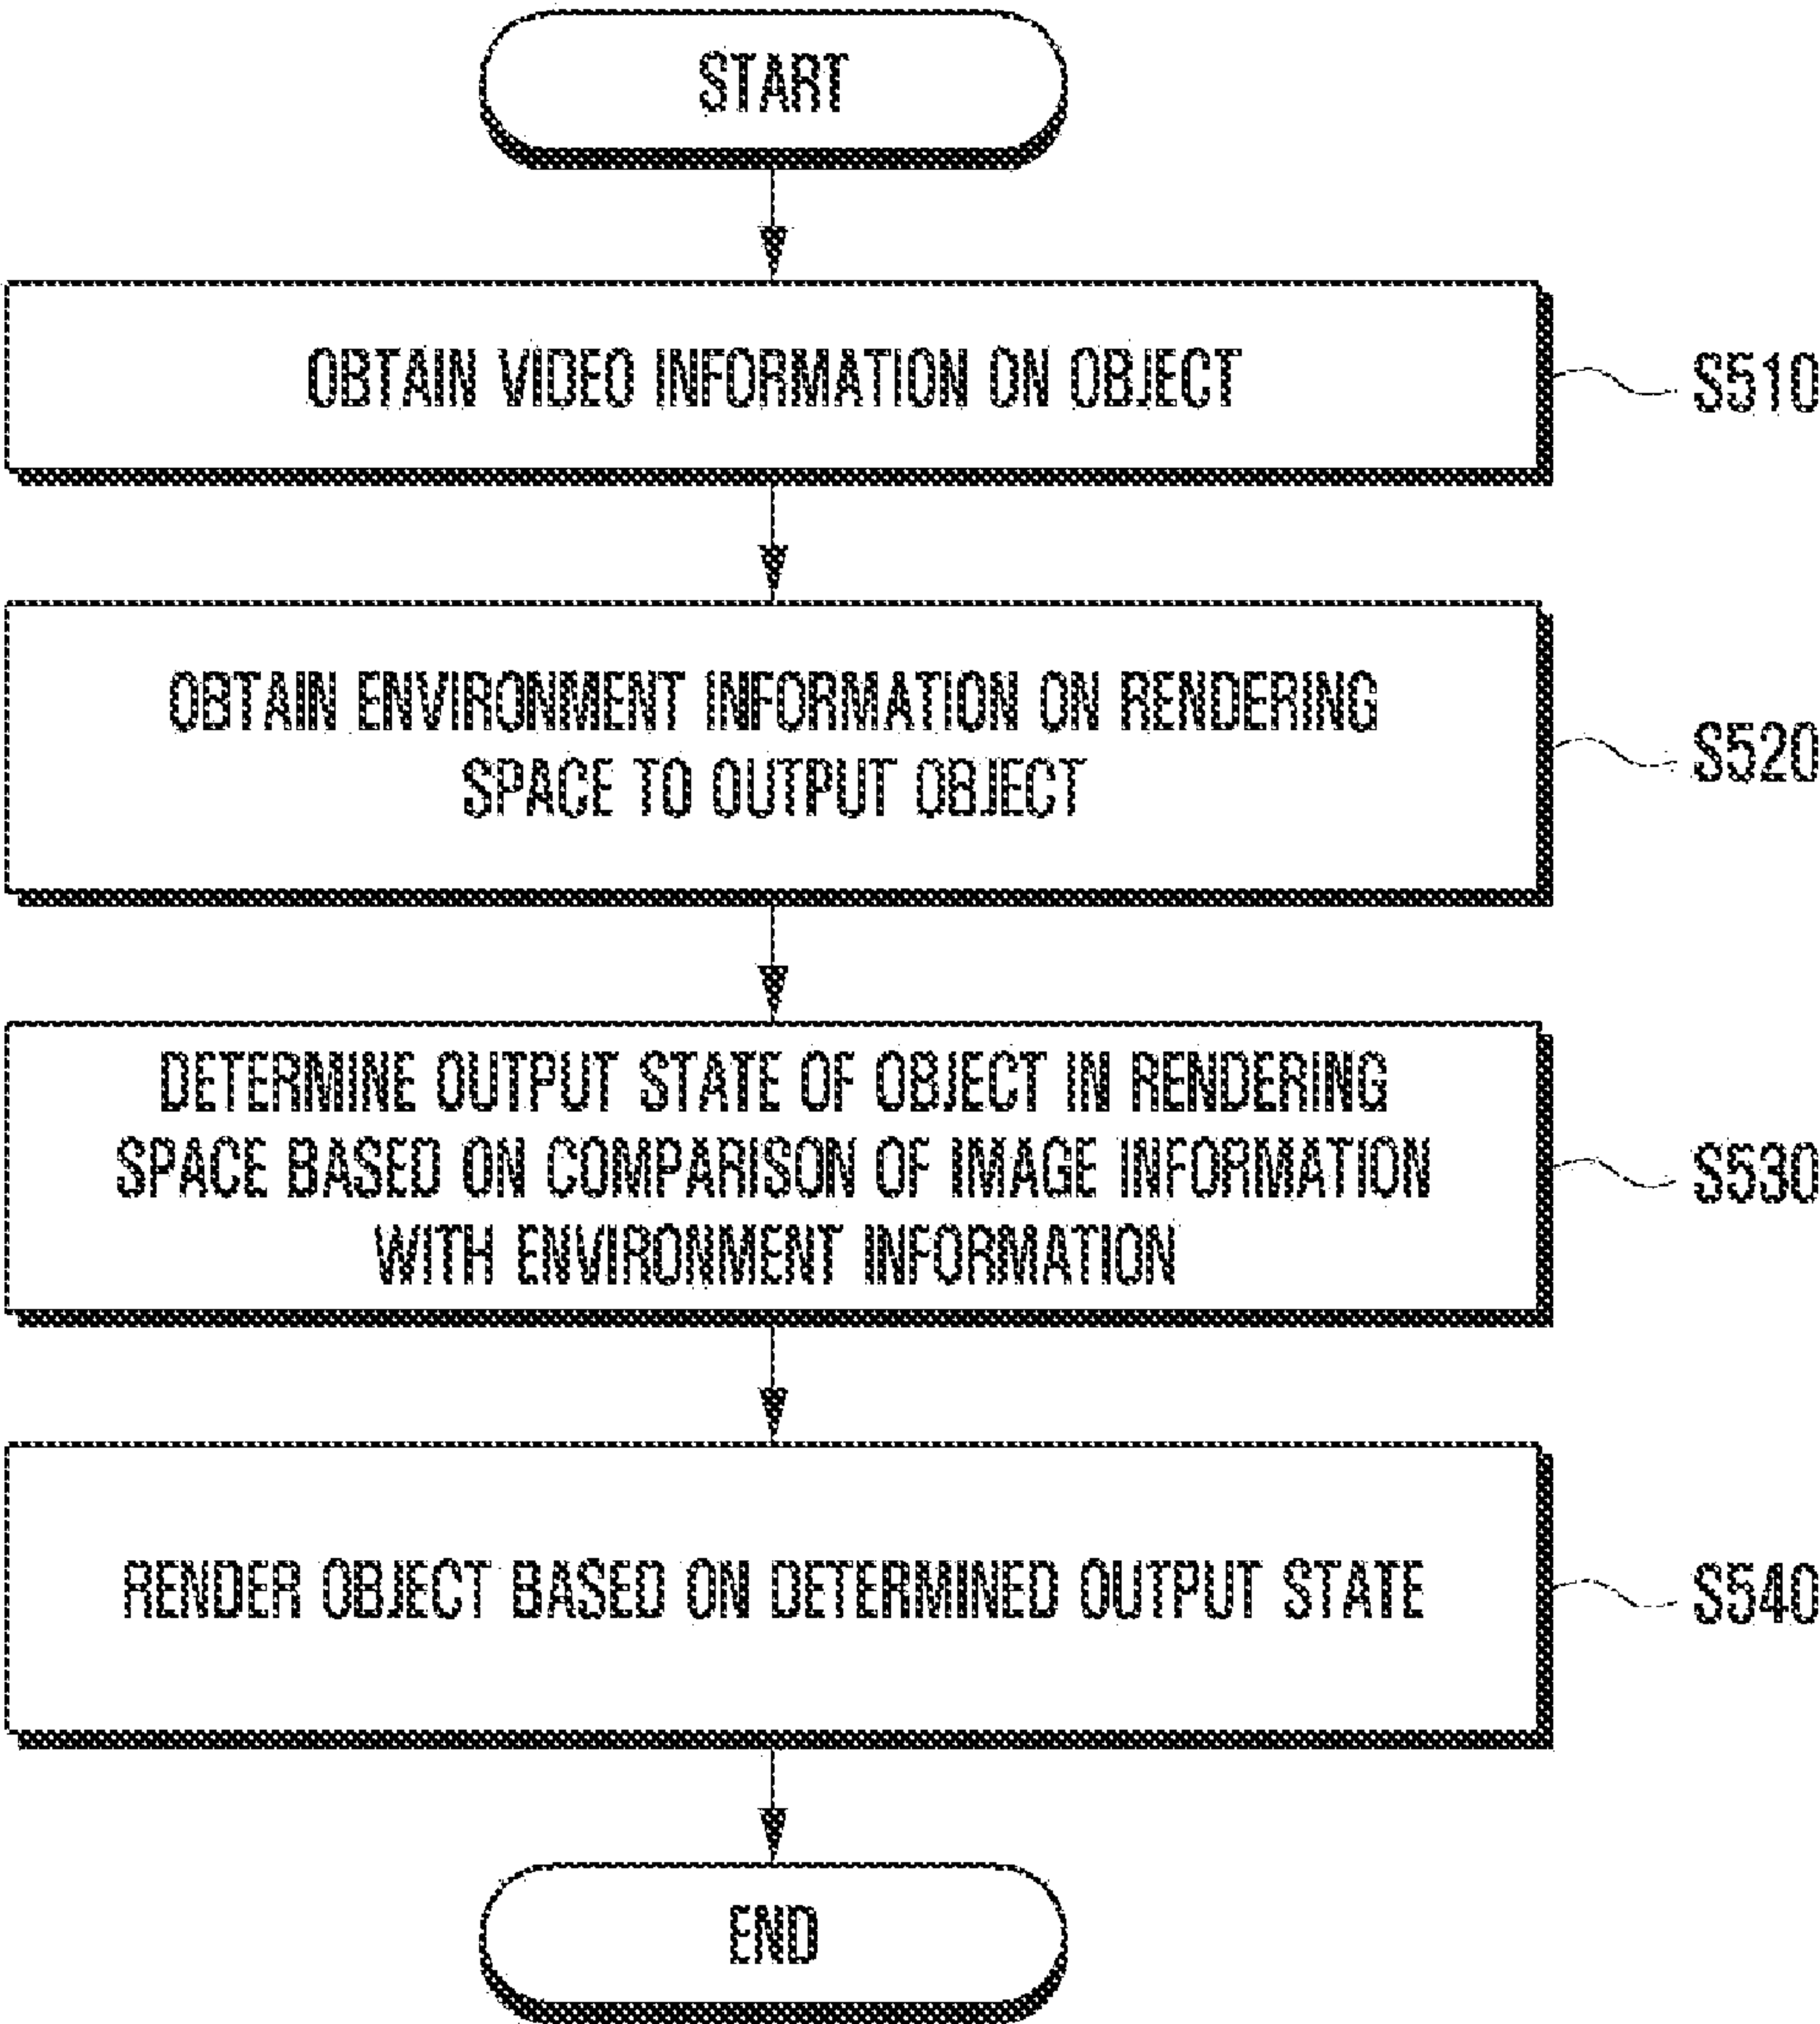 START
OBTAIN VIDEO INFORMATION ON OBJECT
S510
OBTAIN ENVIRONMENT INFORMATION ON RENDERING
SPACE TO OUTPUT OBJECT
S520
DETERMINE OUTPUT STATE OF OBJECT IN RENDERING
SPACE BASED ON COMPARISON OF IMAGE INFORMATION
WITH ENVIRONMENT INFORMATION
S530
RENDER OBJECT BASED ON DETERMINED OUTPUT STATE
S540
END